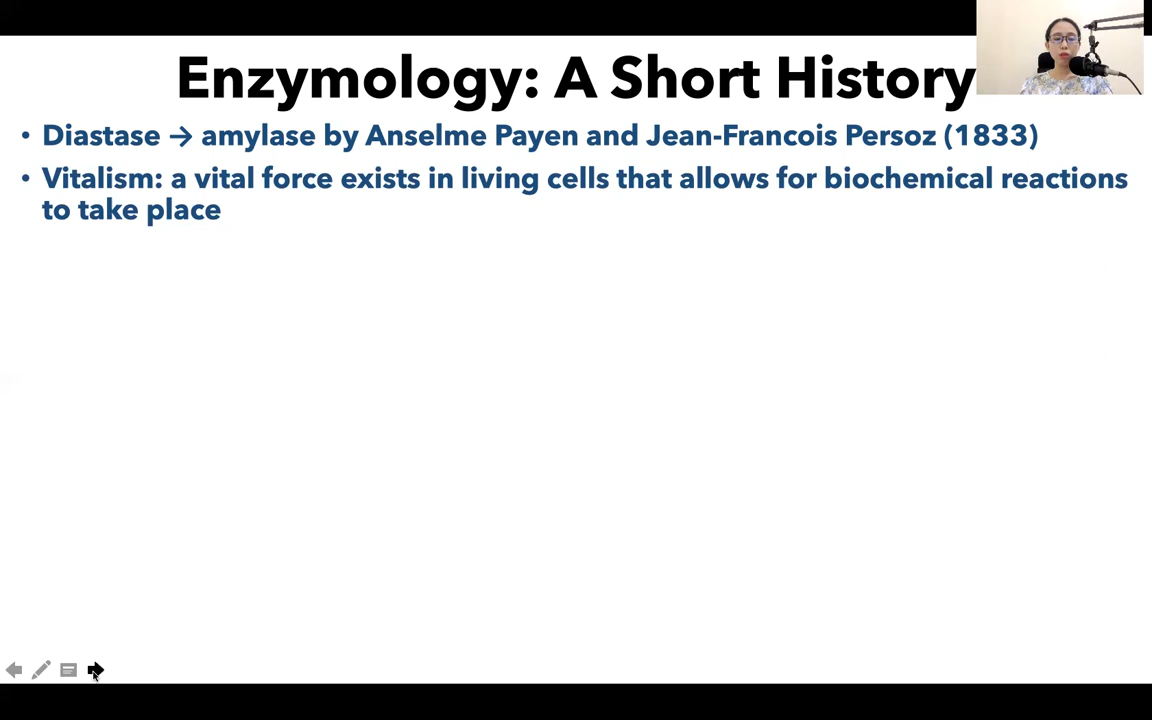 Enzymology: A Short History
• Diastase → amylase by Anselme Payen and Jean-Francois Persoz (1833)
• Vitalism: a vital force exists in living cells that allows for biochemical reactions
to take place